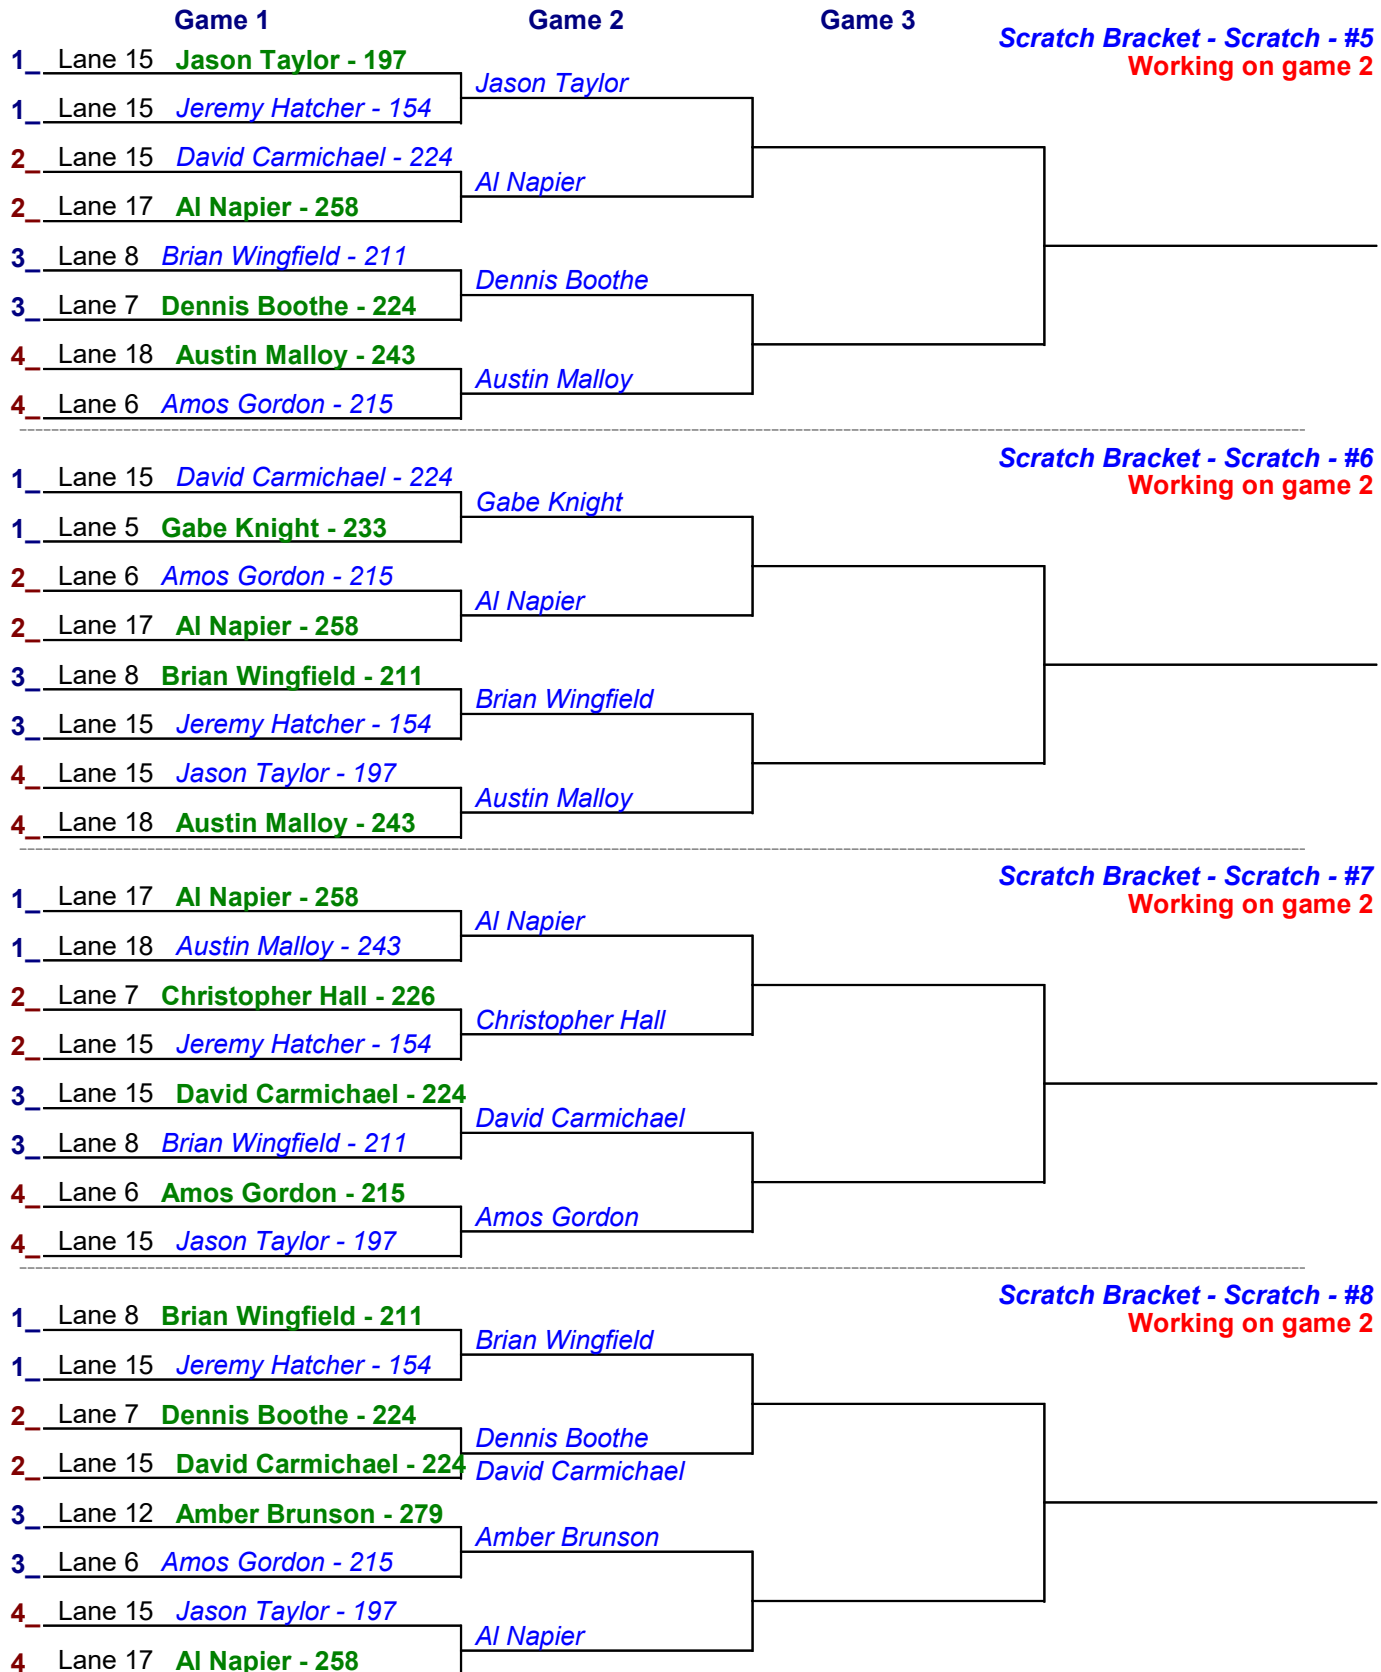 Game 1 Game 2 Game 3
Scratch Bracket - Scratch - #5
Working on game 2
1_ Lane 15 Jason Taylor - 197
Jason Taylor
1_ Lane 15 Jeremy Hatcher - 154
2_ Lane 15 David Carmichael - 224
Al Napier
2_ Lane 17 Al Napier - 258
3_ Lane 8 Brian Wingfield - 211
Dennis Boothe
3_ Lane 7 Dennis Boothe - 224
4_ Lane 18 Austin Malloy - 243
Austin Malloy
4_ Lane 6 Amos Gordon - 215
Scratch Bracket - Scratch - #6
Working on game 2
1_ Lane 15 David Carmichael - 224
Gabe Knight
1_ Lane 5 Gabe Knight - 233
2_ Lane 6 Amos Gordon - 215
Al Napier
2_ Lane 17 Al Napier - 258
3_ Lane 8 Brian Wingfield - 211
Brian Wingfield
3_ Lane 15 Jeremy Hatcher - 154
4_ Lane 15 Jason Taylor - 197
Austin Malloy
4_ Lane 18 Austin Malloy - 243
Scratch Bracket - Scratch - #7
Working on game 2
1_ Lane 17 Al Napier - 258
Al Napier
1_ Lane 18 Austin Malloy - 243
2_ Lane 7 Christopher Hall - 226
Christopher Hall
2_ Lane 15 Jeremy Hatcher - 154
3_ Lane 15 David Carmichael - 224
David Carmichael
3_ Lane 8 Brian Wingfield - 211
4_ Lane 6 Amos Gordon - 215
Amos Gordon
4_ Lane 15 Jason Taylor - 197
Scratch Bracket - Scratch - #8
Working on game 2
1_ Lane 8 Brian Wingfield - 211
Brian Wingfield
1_ Lane 15 Jeremy Hatcher - 154
2_ Lane 7 Dennis Boothe - 224
Dennis Boothe
2_ Lane 15 David Carmichael - 224
David Carmichael
3_ Lane 12 Amber Brunson - 279
Amber Brunson
3_ Lane 6 Amos Gordon - 215
4_ Lane 15 Jason Taylor - 197
Al Napier
4 Lane 17 Al Napier - 258